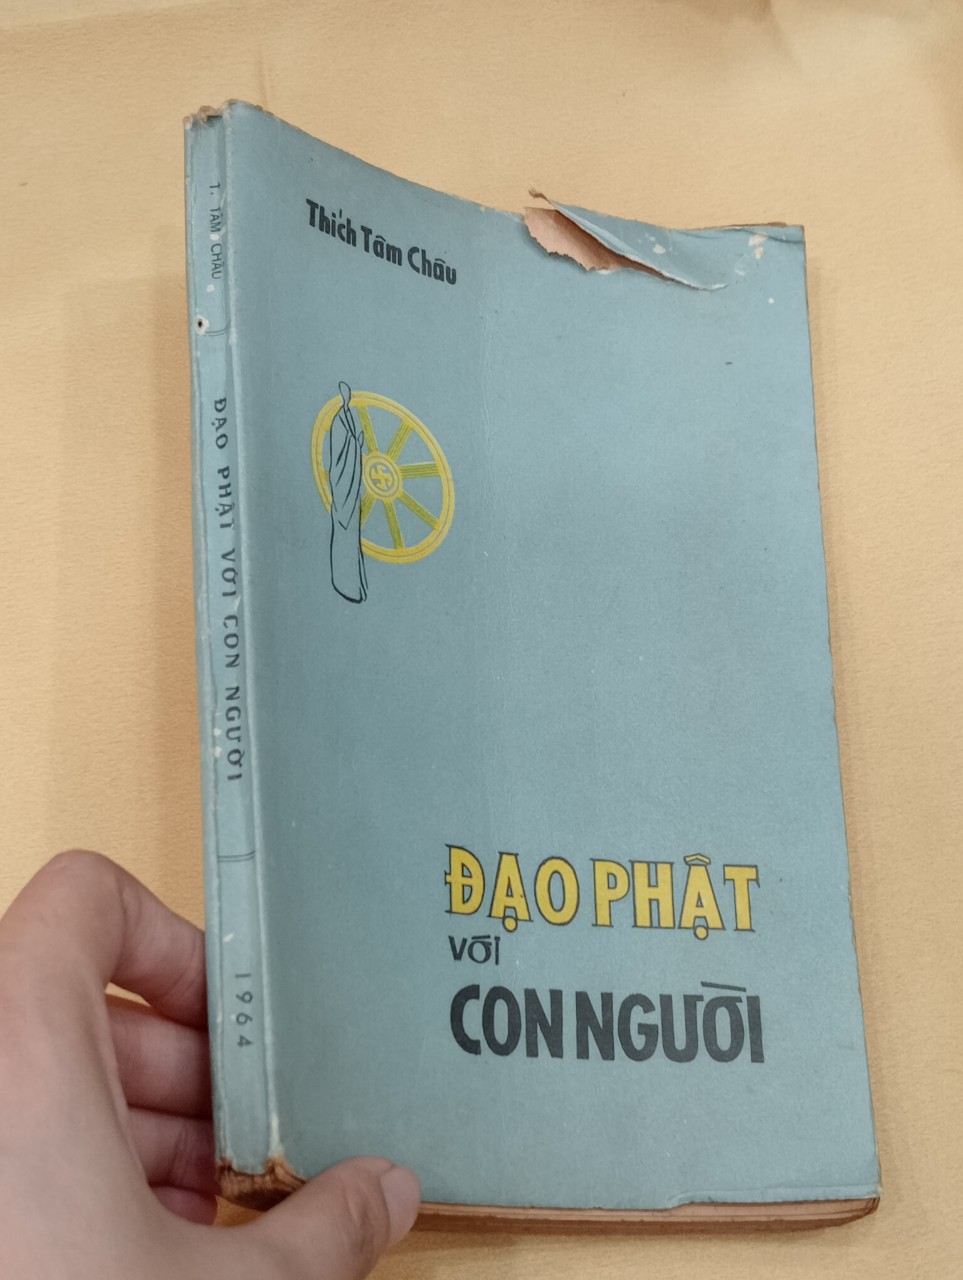 Thích Tâm Châu
ĐẠO PHẬT
VỚI
CON NGƯỜI
T. TÂM CHÂU
ĐẠO PHẬT VỚI CON NGƯỜI
1964